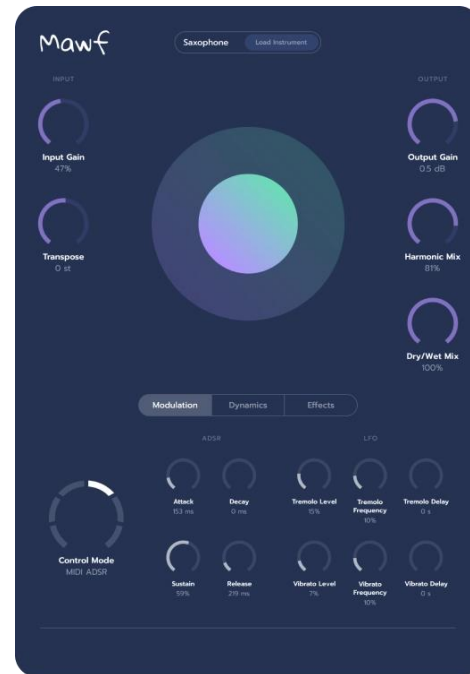 Mawf
Saxophone
Load Instrument
INPUT
OUTPUT
Input Gain
47%
Output Gain
0.5 dB
Transpose
0 st
Harmonic Mix
81%
Dry/Wet Mix
100%
Modulation
Dynamics
Effects
ADSR
LFO
Control Mode
MIDI ADSR
Attack
153 ms
Decay
0 ms
Tremolo Level
15%
Tremolo
Frequency
10%
Tremolo Delay
0 s
Sustain
59%
Release
219 ms
Vibrato Level
7%
Vibrato
Frequency
10%
Vibrato Delay
0 s